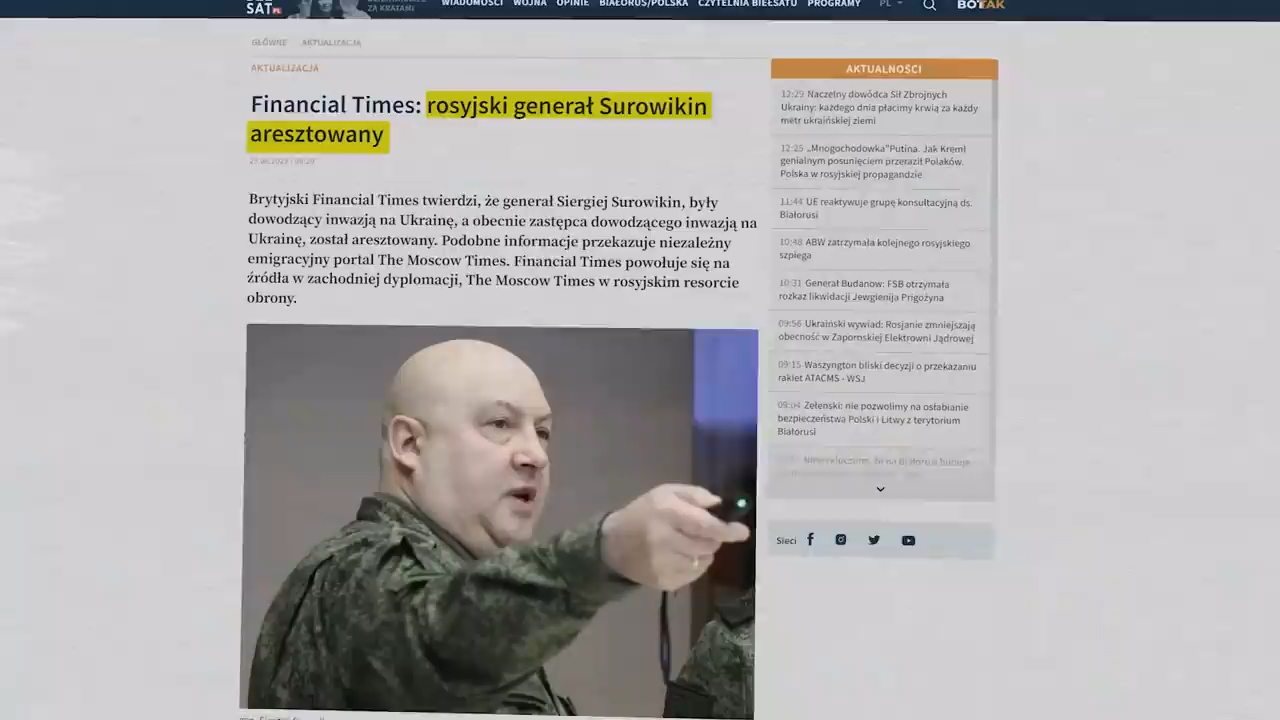 SAT PL
ZA KRATAMI
WIADOMOŚCI WOJNA OPINIE BIAŁORUŚ/POLSKA CZYTELNIA BIEŁSATU PROGRAMY PL
BOTAK
GŁÓWNE AKTUALIZACJA
AKTUALIZACJA
Financial Times: rosyjski generał Surowikin
aresztowany
Brytyjski Financial Times twierdzi, że generał Siergiej Surowikin, były
dowodzący inwazją na Ukrainę, a obecnie zastępca dowodzącego inwazją na
Ukrainę, został aresztowany. Podobne informacje przekazuje niezależny
emigracyjny portal The Moscow Times. Financial Times powołuje się na
źródła w zachodniej dyplomacji, The Moscow Times w rosyjskim resorcie
obrony.
AKTUALNOŚCI
12:29 Naczelny dowódca Sił Zbrojnych
Ukrainy: każdego dnia płacimy krwią za każdy
metr ukraińskiej ziemi
12:25 „Mnogochodowka"Putina. Jak Kreml
genialnym posunięciem przeraził Polaków.
Polska w rosyjskiej propagandzie
11:44 UE reaktywuje grupę konsultacyjną ds.
Białorusi
10:48 ABW zatrzymała kolejnego rosyjskiego
szpiega
10:31 Generał Budanow: FSB otrzymała
rozkaz likwidacji Jewgienija Prigożyna
09:56 Ukraiński wywiad: Rosjanie zmniejszają
obecność w Zaporoskiej Elektrowni Jądrowej
09:15 Waszyngton bliski decyzji o przekazaniu
rakiet ATACMS - WSJ
09:04 Zełenski: nie pozwolimy na osłabianie
bezpieczeństwa Polski i Litwy z terytorium
Białorusi
Sieci